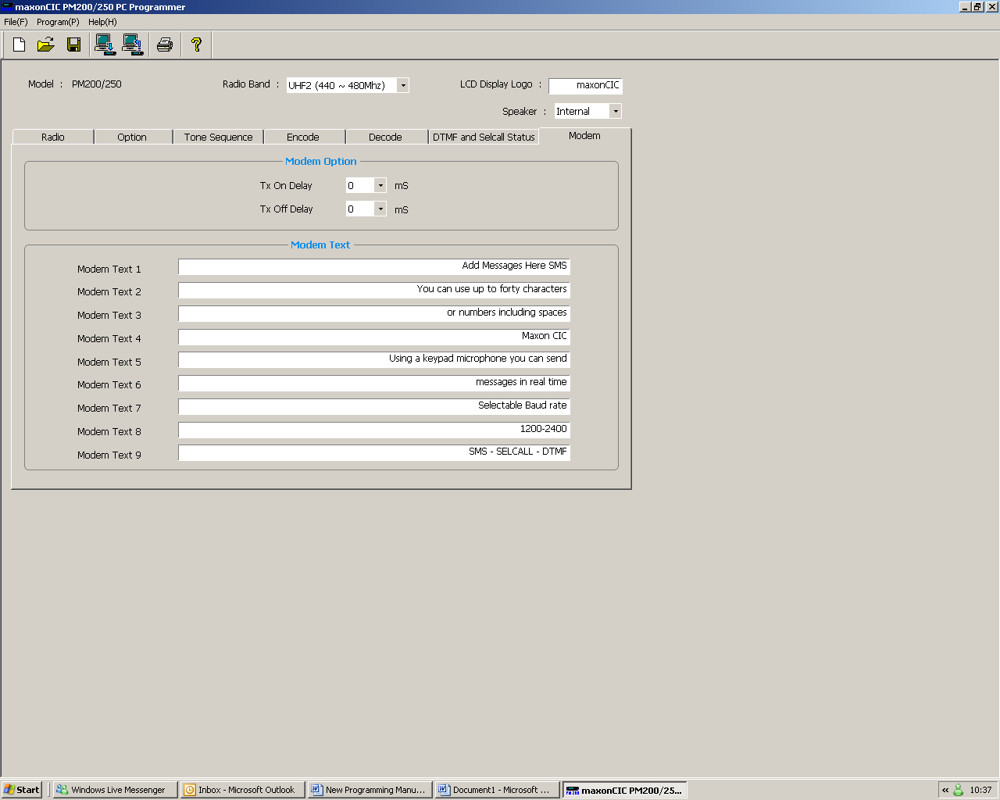 maxonCIC PM200/250 PC Programmer
File(F) Program(P) Help(H)
Model : PM200/250 Radio Band : UHF2 (440 ~ 480Mhz) LCD Display Logo : maxonCIC
Speaker : Internal
Radio Option Tone Sequence Encode Decode DTMF and Selcall Status Modem
Modem Option
Tx On Delay 0 mS
Tx Off Delay 0 mS
Modem Text
Modem Text 1 Add Messages Here SMS
Modem Text 2 You can use up to forty characters
Modem Text 3 or numbers including spaces
Modem Text 4 Maxon CIC
Modem Text 5 Using a keypad microphone you can send
Modem Text 6 messages in real time
Modem Text 7 Selectable Baud rate
Modem Text 8 1200-2400
Modem Text 9 SMS - SELCALL - DTMF
Start Windows Live Messenger Inbox - Microsoft Outlook New Programming Manu... Document1 - Microsoft ... maxonCIC PM200/25... « 10:37